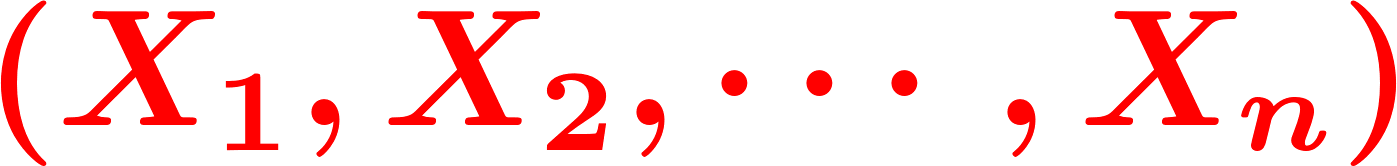 (X₁, X₂, ⋯ , Xₙ)